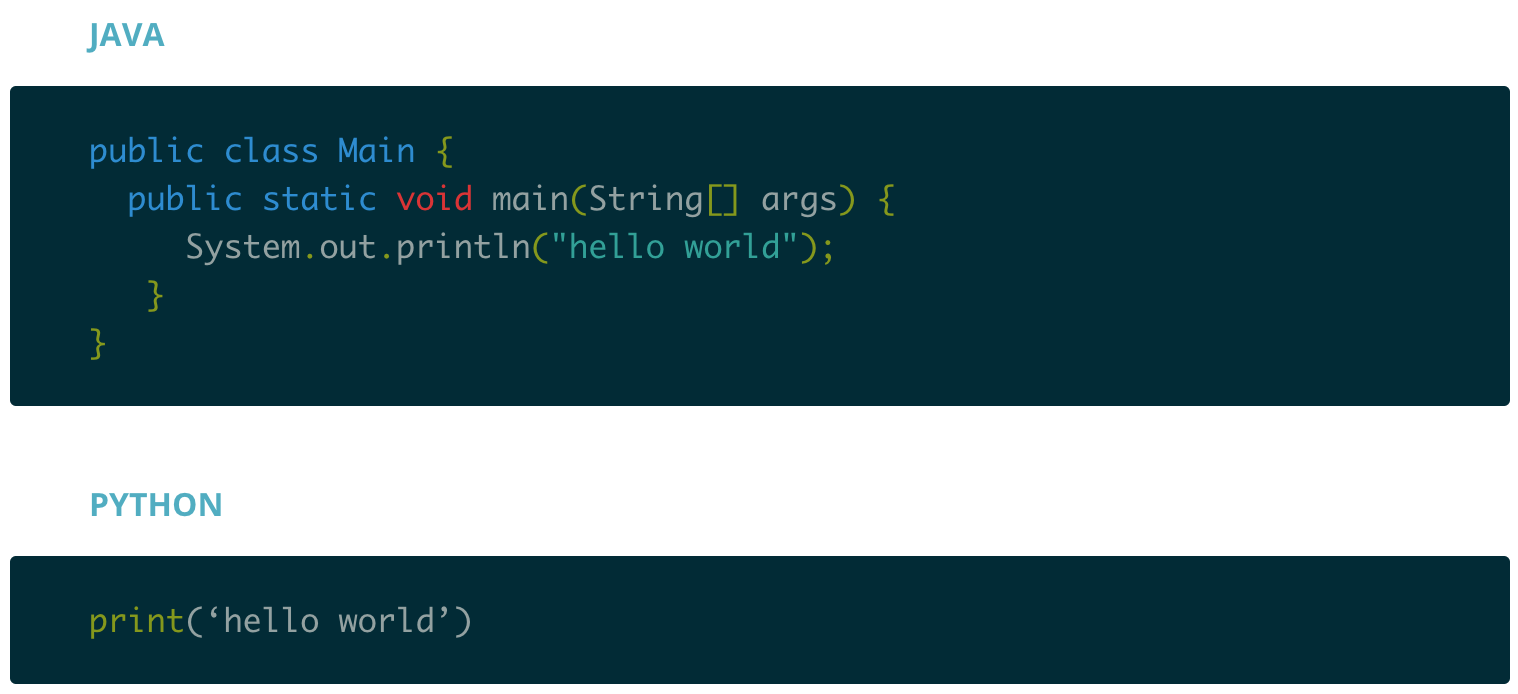 JAVA
public class Main {
  public static void main(String[] args) {
     System.out.println("hello world");
   }
}
PYTHON
print(‘hello world’)